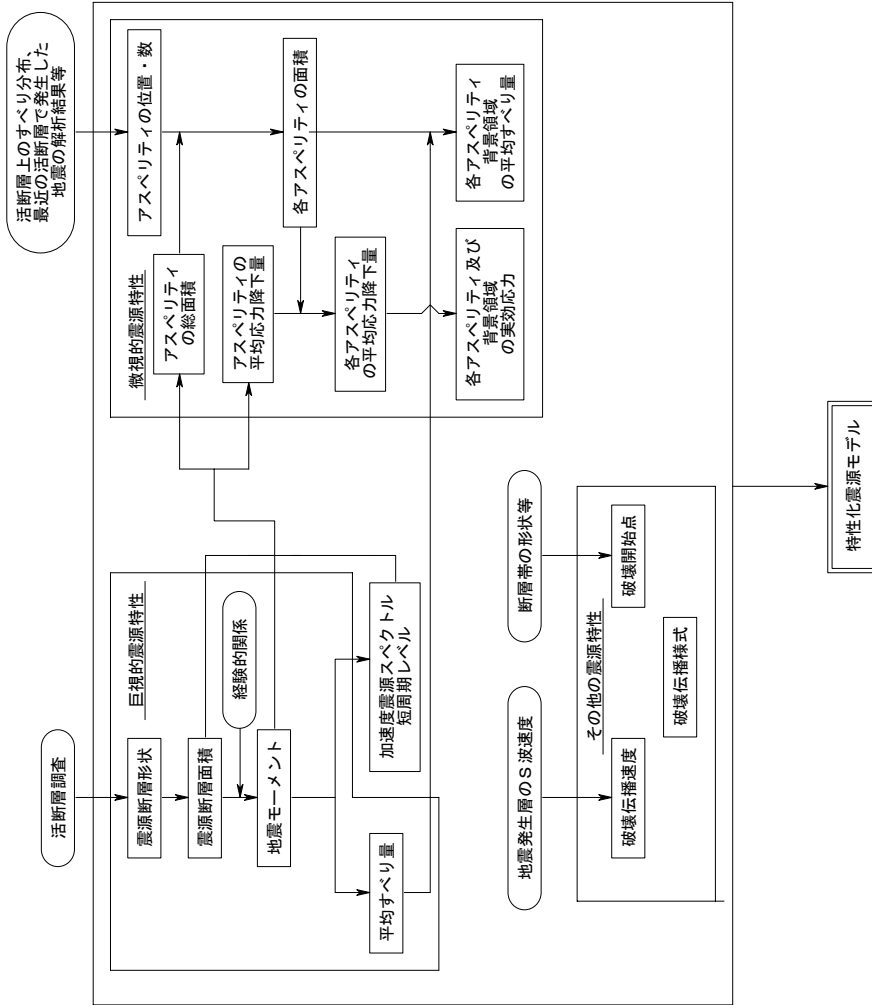 活断層調査
巨視的震源特性
震源断層形状
震源断層面積
経験的関係
地震モーメント
平均すべり量
加速度震源スペクトル
短周期レベル
活断層上のすべり分布、
最近の活断層で発生した
地震の解析結果等
微視的震源特性
アスペリティの位置・数
アスペリティ
の総面積
アスペリティの
平均応力降下量
各アスペリティの面積
各アスペリティ
の平均応力降下量
各アスペリティ及び
背景領域
の実効応力
各アスペリティ
背景領域
の平均すべり量
地震発生層のS波速度
断層帯の形状等
その他の震源特性
破壊伝播速度
破壊開始点
破壊伝播様式
特性化震源モデル